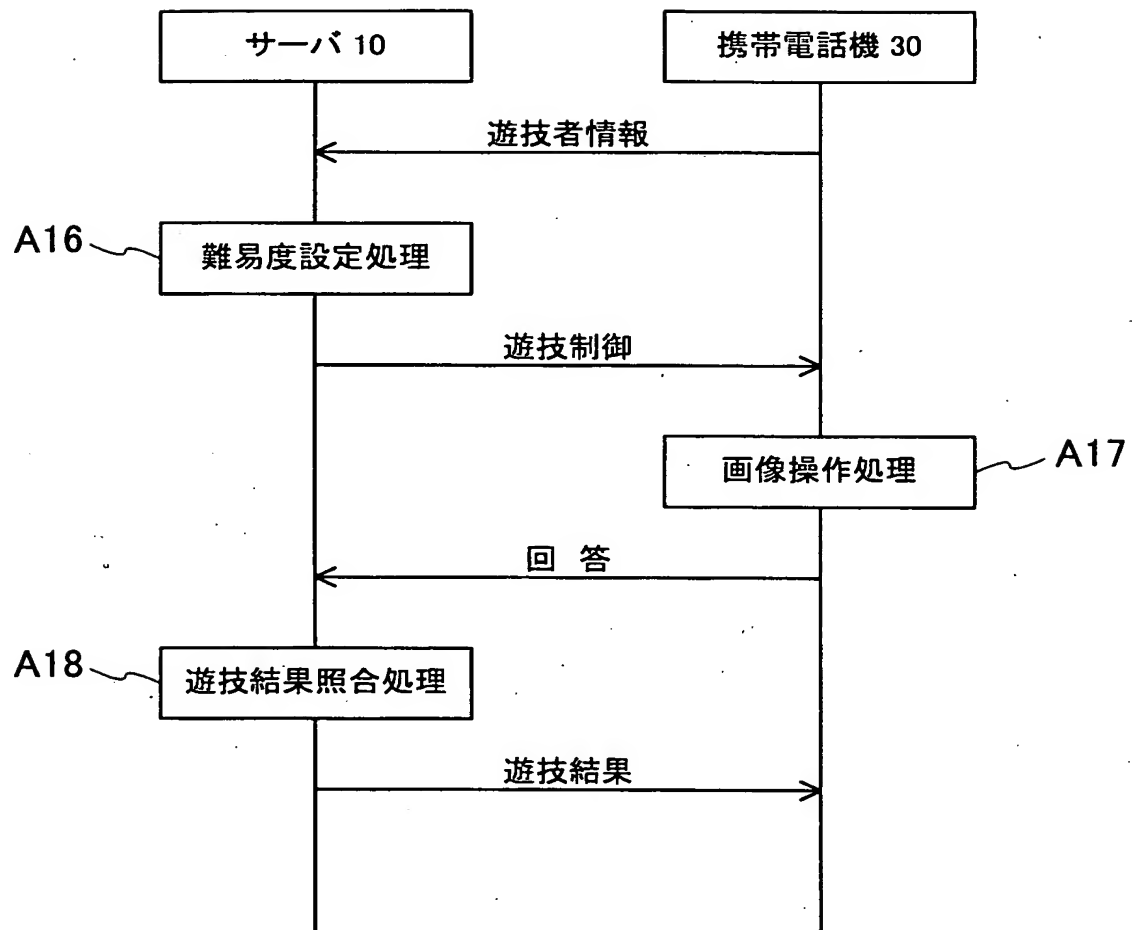 サーバ 10
携帯電話機 30
遊技者情報
A16
難易度設定処理
遊技制御
画像操作処理
A17
回 答
A18
遊技結果照合処理
遊技結果